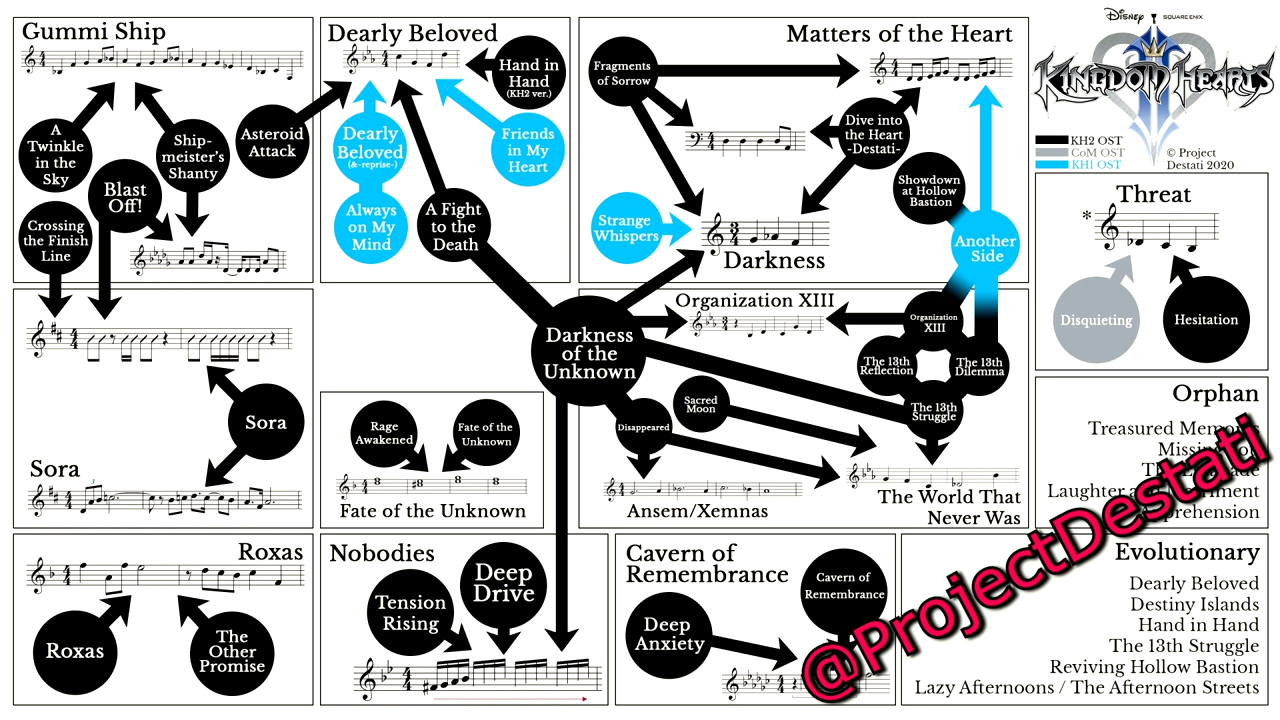 Gummi Ship
A
Twinkle
in the
Sky
Ship-
meister's
Shanty
Blast
Off!
Crossing
the Finish
Line
Asteroid
Attack
Dearly Beloved
Hand in
Hand
(KH2 ver.)
Dearly
Beloved
(& -reprise-)
Friends
in My
Heart
Always
on My
Mind
A Fight
to the
Death
Matters of the Heart
Fragments
of Sorrow
Dive into
the Heart
-Destati-
Showdown
at Hollow
Bastion
Strange
Whispers
Another
Side
Darkness
Disney
SQUARE ENIX
KINGDOM HEARTS
KH2 OST
CoM OST
KH1 OST
© Project
Destati 2020
Threat
*
Disquieting
Hesitation
Sora
Sora
Darkness
of the
Unknown
Organization XIII
Organization
XIII
The 13th
Reflection
The 13th
Dilemma
The 13th
Struggle
Sacred
Moon
Disappeared
Ansem/Xemnas
The World That
Never Was
Rage
Awakened
Fate of the
Unknown
Fate of the Unknown
Orphan
Treasured
Laughter
Evolutionary
Dearly Beloved
Destiny Islands
Hand in Hand
The 13th Struggle
Reviving Hollow Bastion
Lazy Afternoons / The Afternoon Streets
Roxas
Roxas
The
Other
Promise
Nobodies
Tension
Rising
Deep
Drive
Cavern of
Remembrance
Deep
Anxiety
Cavern of
Remembrance
@ProjectDestati